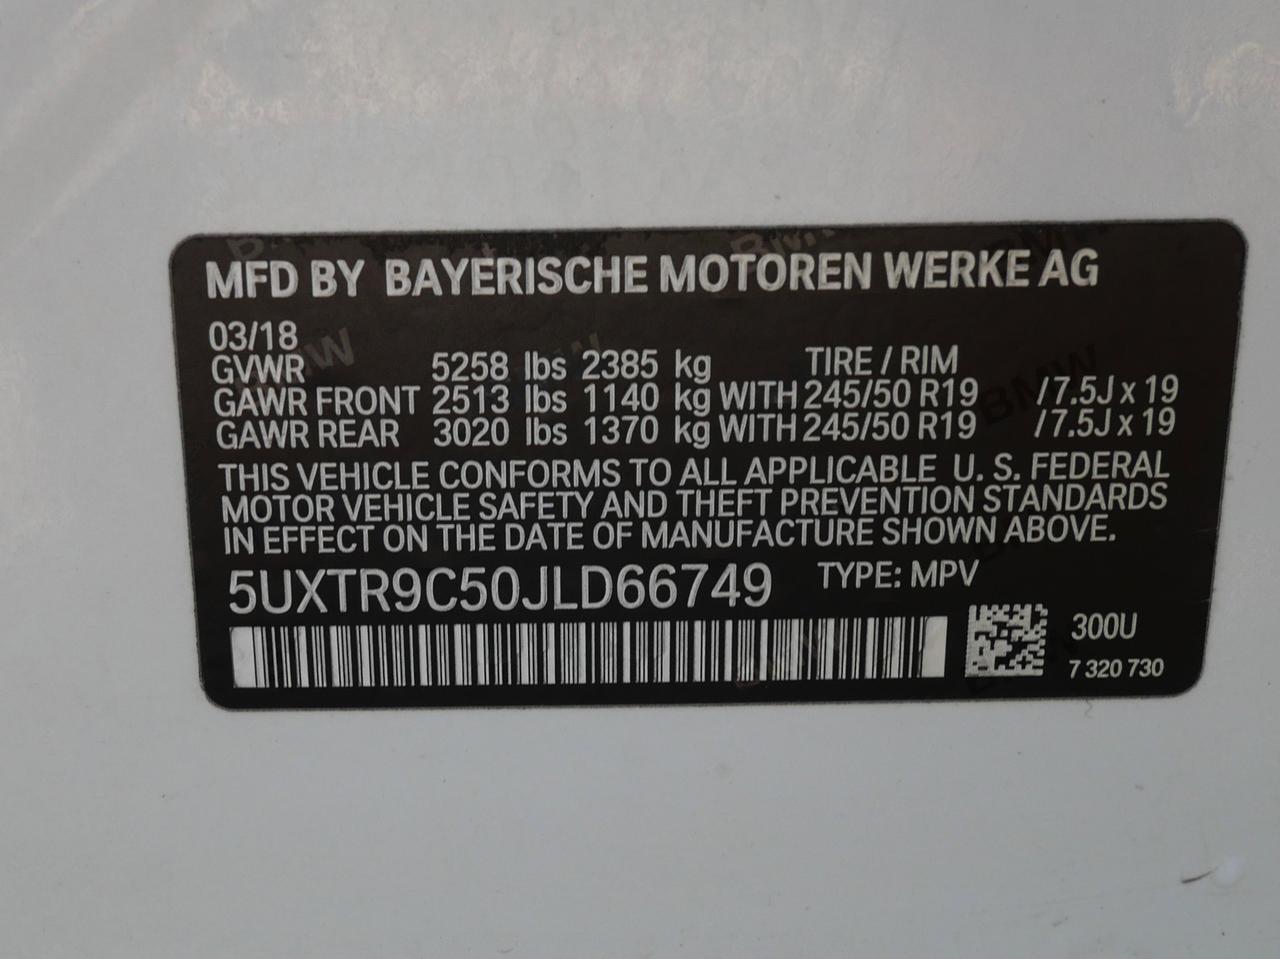 MFD BY BAYERISCHE MOTOREN WERKE AG
03/18
GVWR 5258 lbs 2385 kg TIRE / RIM
GAWR FRONT 2513 lbs 1140 kg WITH 245/50 R19 /7.5J x 19
GAWR REAR 3020 lbs 1370 kg WITH 245/50 R19 /7.5J x 19
THIS VEHICLE CONFORMS TO ALL APPLICABLE U. S. FEDERAL
MOTOR VEHICLE SAFETY AND THEFT PREVENTION STANDARDS
IN EFFECT ON THE DATE OF MANUFACTURE SHOWN ABOVE.
5UXTR9C50JLD66749 TYPE: MPV
300U
7 320 730